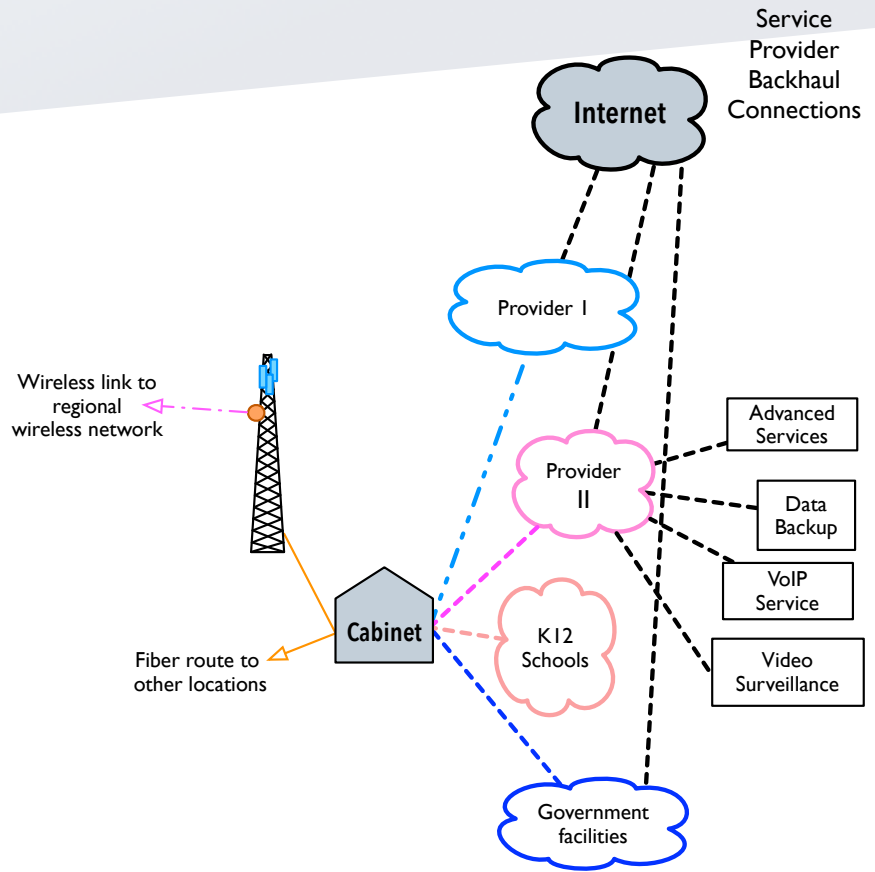 Service
Provider
Backhaul
Connections
Internet
Provider I
Wireless link to
regional
wireless network
Advanced
Services
Provider
II
Data
Backup
VoIP
Service
Cabinet
K12
Schools
Fiber route to
other locations
Video
Surveillance
Government
facilities